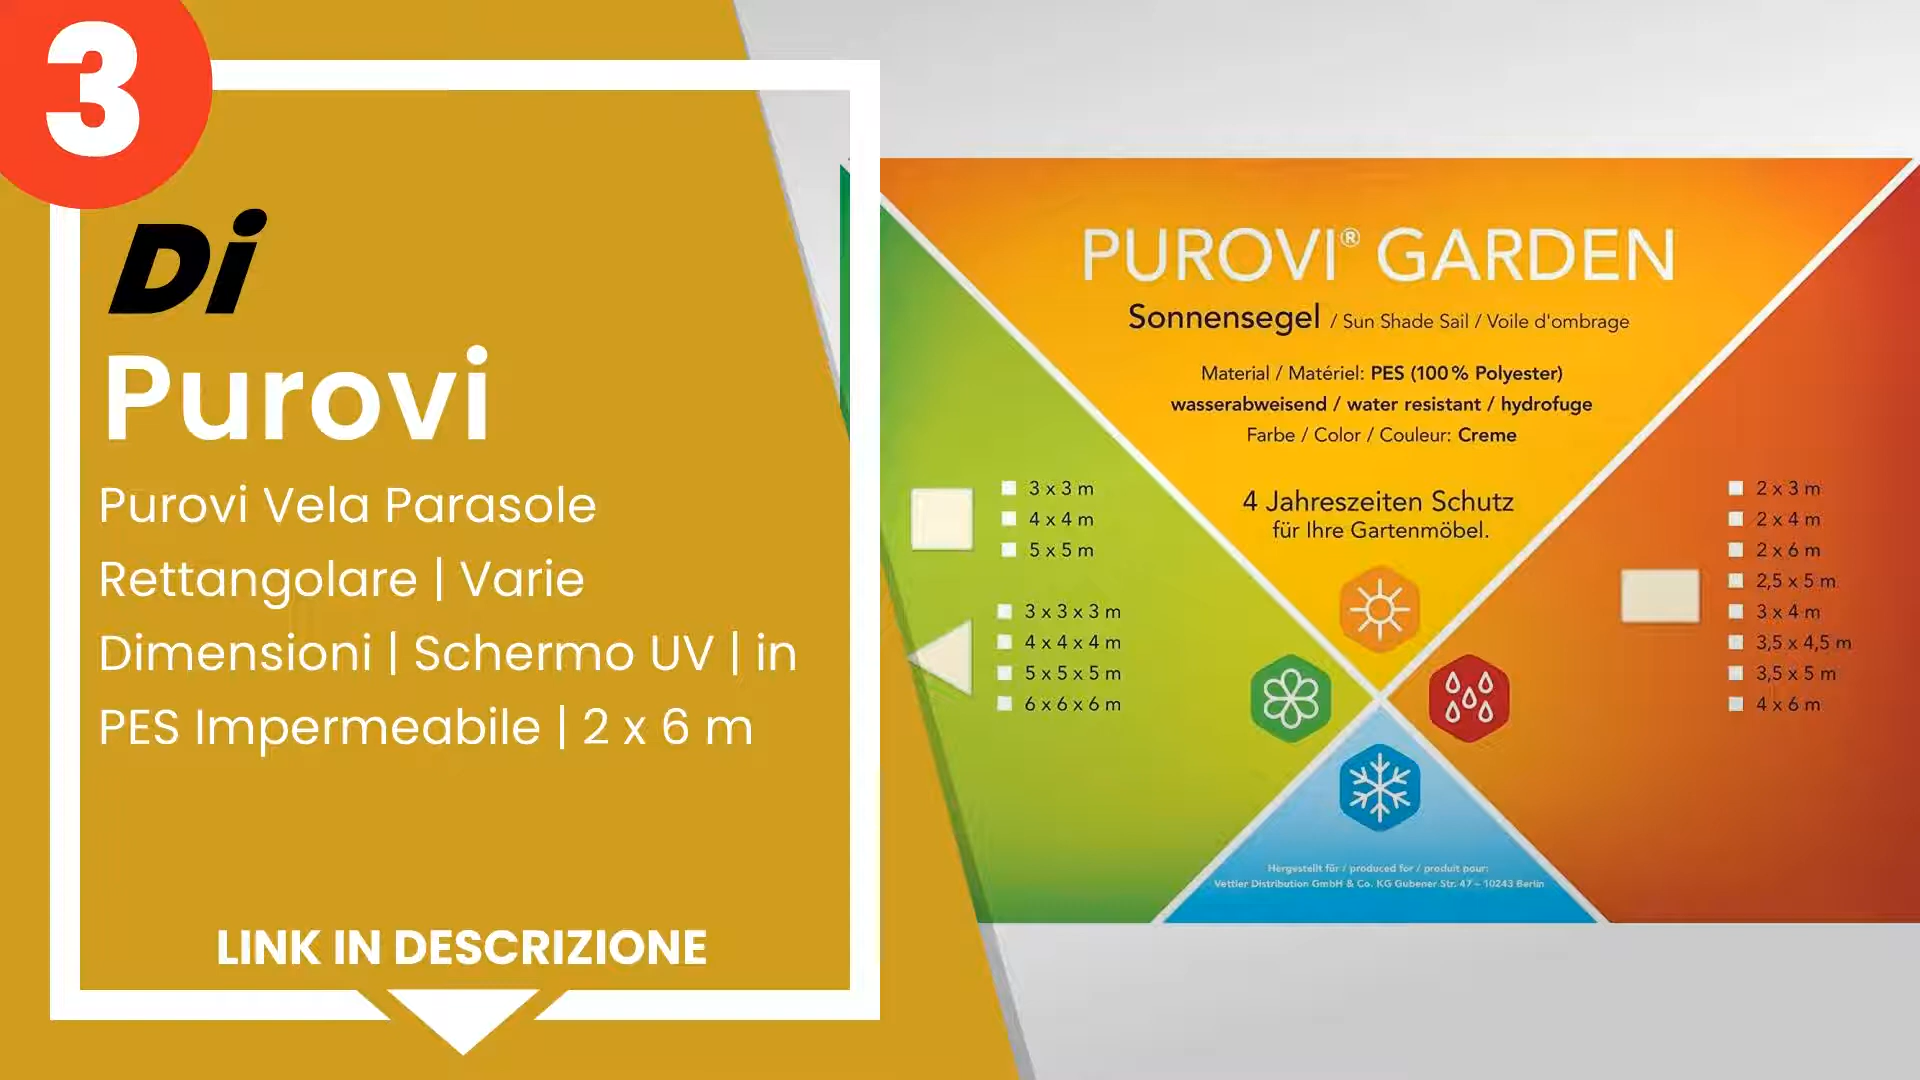 3
Di
Purovi
Purovi Vela Parasole
Rettangolare | Varie
Dimensioni | Schermo UV | in
PES Impermeabile | 2 x 6 m
LINK IN DESCRIZIONE
PUROVI® GARDEN
Sonnensegel / Sun Shade Sail / Voile d'ombrage
Material / Matériel: PES (100% Polyester)
wasserabweisend / water resistant / hydrofuge
Farbe / Color / Couleur: Creme
4 Jahreszeiten Schutz
für Ihre Gartenmöbel.
3 x 3 m
4 x 4 m
5 x 5 m
3 x 3 x 3 m
4 x 4 x 4 m
5 x 5 x 5 m
6 x 6 x 6 m
2 x 3 m
2 x 4 m
2 x 6 m
2,5 x 5 m
3 x 4 m
3,5 x 4,5 m
3,5 x 5 m
4 x 6 m
Hergestellt für / produced for / produit pour:
Vettler Distribution GmbH & Co. KG Gubener Str. 47 – 10243 Berlin